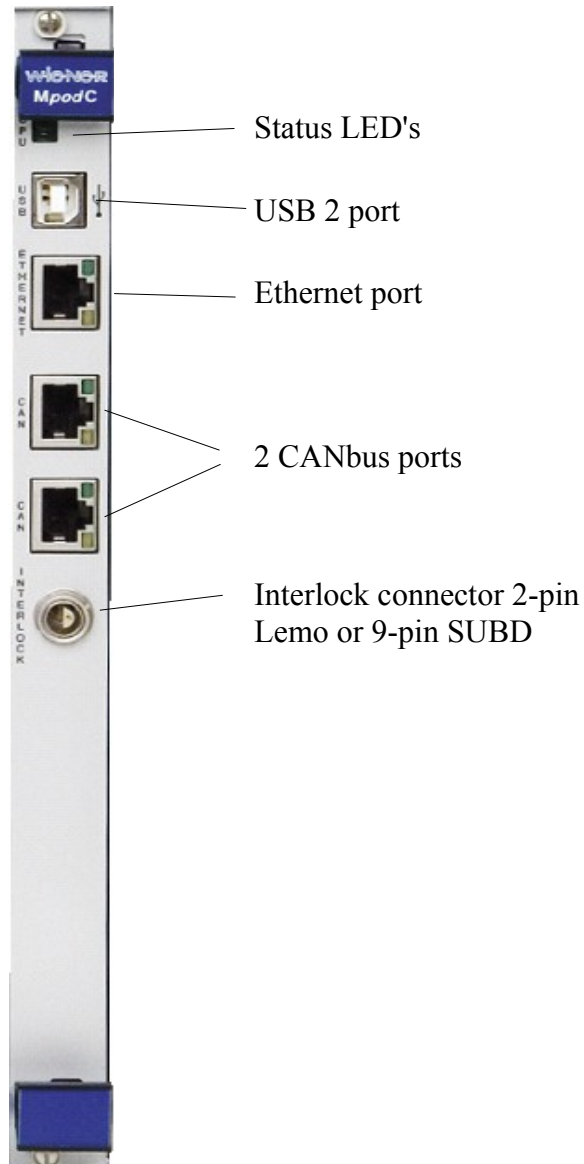 WIENER
MpodC
CPU
Status LED's
USB
USB 2 port
ETHERNET
Ethernet port
CAN
2 CANbus ports
CAN
INTERLOCK
Interlock connector 2-pin
Lemo or 9-pin SUBD